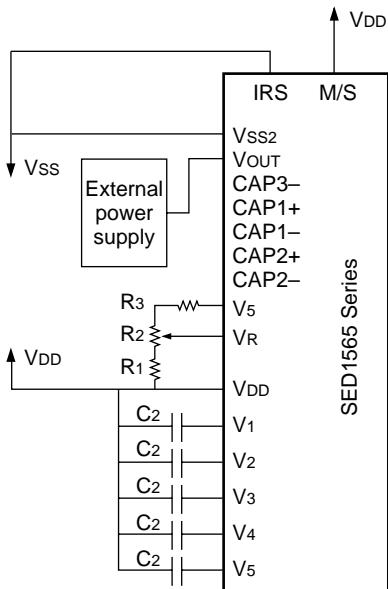 VDD
IRS M/S
VSS2
VSS
VOUT
External
power
supply
CAP3–
CAP1+
CAP1–
CAP2+
CAP2–
R3
V5
R2
VR
R1
VDD
VDD
C2
V1
C2
V2
C2
V3
C2
V4
C2
V5
SED1565 Series